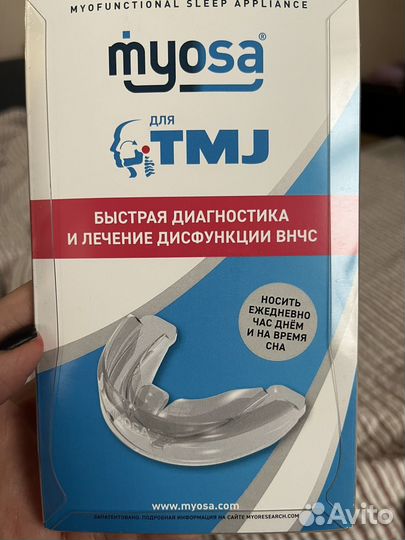 MYOFUNCTIONAL SLEEP APPLIANCE
myosa®
ДЛЯ
TMJ
БЫСТРАЯ ДИАГНОСТИКА
И ЛЕЧЕНИЕ ДИСФУНКЦИИ ВНЧС
НОСИТЬ
ЕЖЕДНЕВНО
ЧАС ДНЁМ
И НА ВРЕМЯ
СНА
www.myosa.com
ЗАПАТЕНТОВАНО. ПОДРОБНАЯ ИНФОРМАЦИЯ НА САЙТЕ MYORESEARCH.COM
Avito